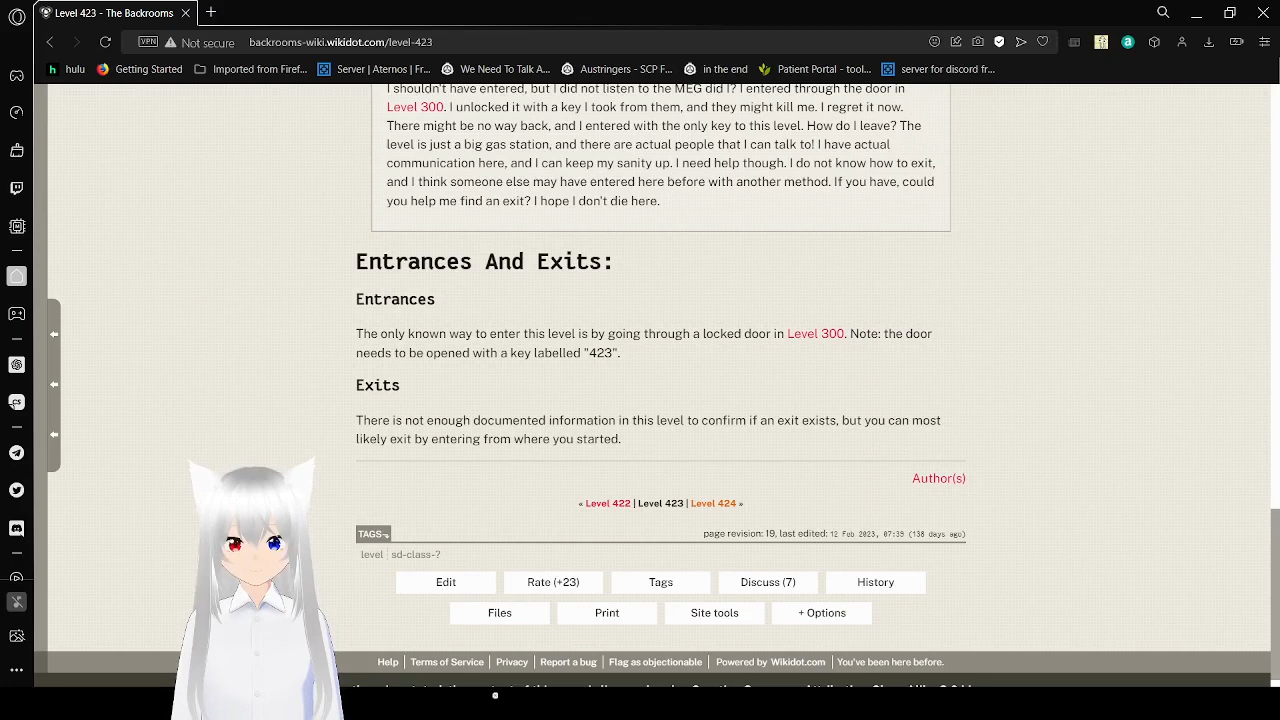 Level 423 - The Backrooms
VPN Not secure backrooms-wiki.wikidot.com/level-423
hulu Getting Started Imported from Firef... Server | Aternos | Fr... We Need To Talk A... Austringers - SCP F... in the end Patient Portal - tool... server for discord fr...
I shouldn't have entered, but I did not listen to the MEG did I? I entered through the door in
Level 300. I unlocked it with a key I took from them, and they might kill me. I regret it now.
There might be no way back, and I entered with the only key to this level. How do I leave? The
level is just a big gas station, and there are actual people that I can talk to! I have actual
communication here, and I can keep my sanity up. I need help though. I do not know how to exit,
and I think someone else may have entered here before with another method. If you have, could
you help me find an exit? I hope I don't die here.
Entrances And Exits:
Entrances
The only known way to enter this level is by going through a locked door in Level 300. Note: the door
needs to be opened with a key labelled "423".
Exits
There is not enough documented information in this level to confirm if an exit exists, but you can most
likely exit by entering from where you started.
Author(s)
« Level 422 | Level 423 | Level 424 »
TAGS
page revision: 19, last edited: 12 Feb 2023, 07:39 (138 days ago)
level sd-class-?
Edit Rate (+23) Tags Discuss (7) History
Files Print Site tools + Options
Help Terms of Service Privacy Report a bug Flag as objectionable Powered by Wikidot.com You've been here before.